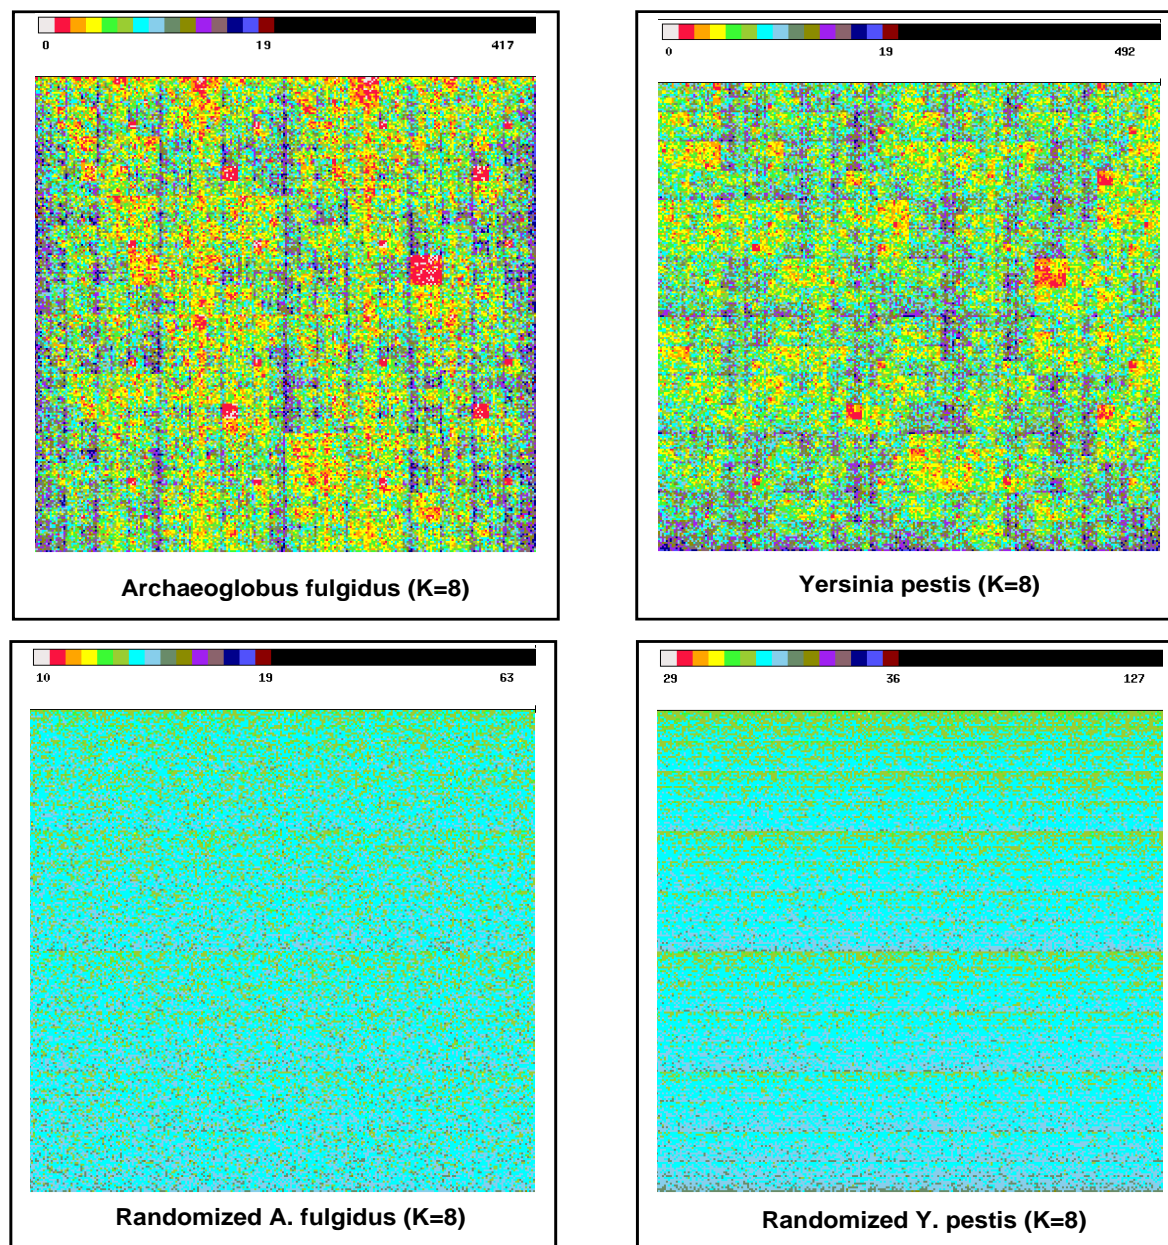 0 19 417
0 19 492
Archaeoglobus fulgidus (K=8)
Yersinia pestis (K=8)
10 19 63
29 36 127
Randomized A. fulgidus (K=8)
Randomized Y. pestis (K=8)